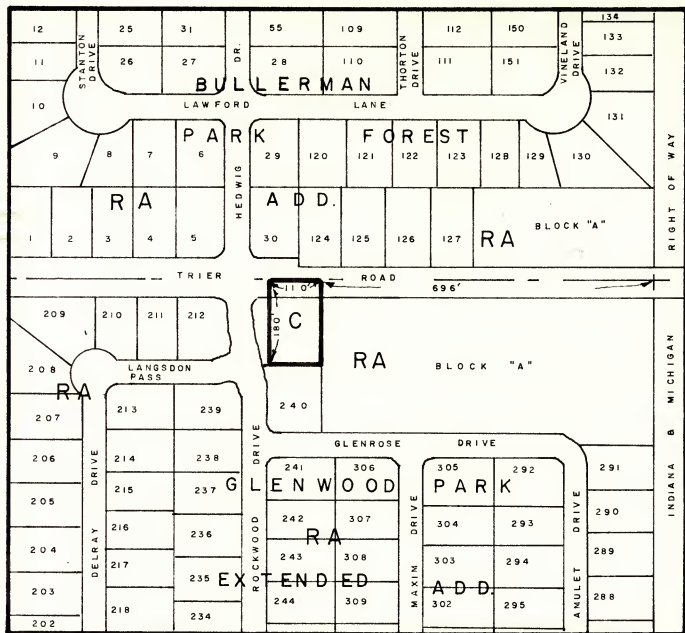 12 25 31 55 109 112 150 134
133
STANTON DRIVE
DR.
THORTON DRIVE
VINELAND DRIVE
11 26 27 28 110 111 151 132
BULLERMAN
10 LAWFORD LANE 131
PARK FOREST
9 8 7 6 29 120 121 122 123 128 129 130
HEDWIG
RA ADD.
RA BLOCK "A"
1 2 3 4 5 30 124 125 126 127
RIGHT OF WAY
TRIER ROAD
110' 696'
180'
C
209 210 211 212
RA BLOCK "A"
208 LANGSDON PASS
RA
207 213 239 240
GLENROSE DRIVE
206 214 238 241 306 305 292 291
DRIVE
GLENWOOD PARK
205 215 237
216 236 242 307 304 293 290
RA
DELRAY DRIVE
ROCKWOOD
MAXIM DRIVE
ANULET DRIVE
INDIANA & MICHIGAN
204 217 243 308 303 294 289
235 EXTENDED ADD.
203 218 234 244 309 302 295 288
202